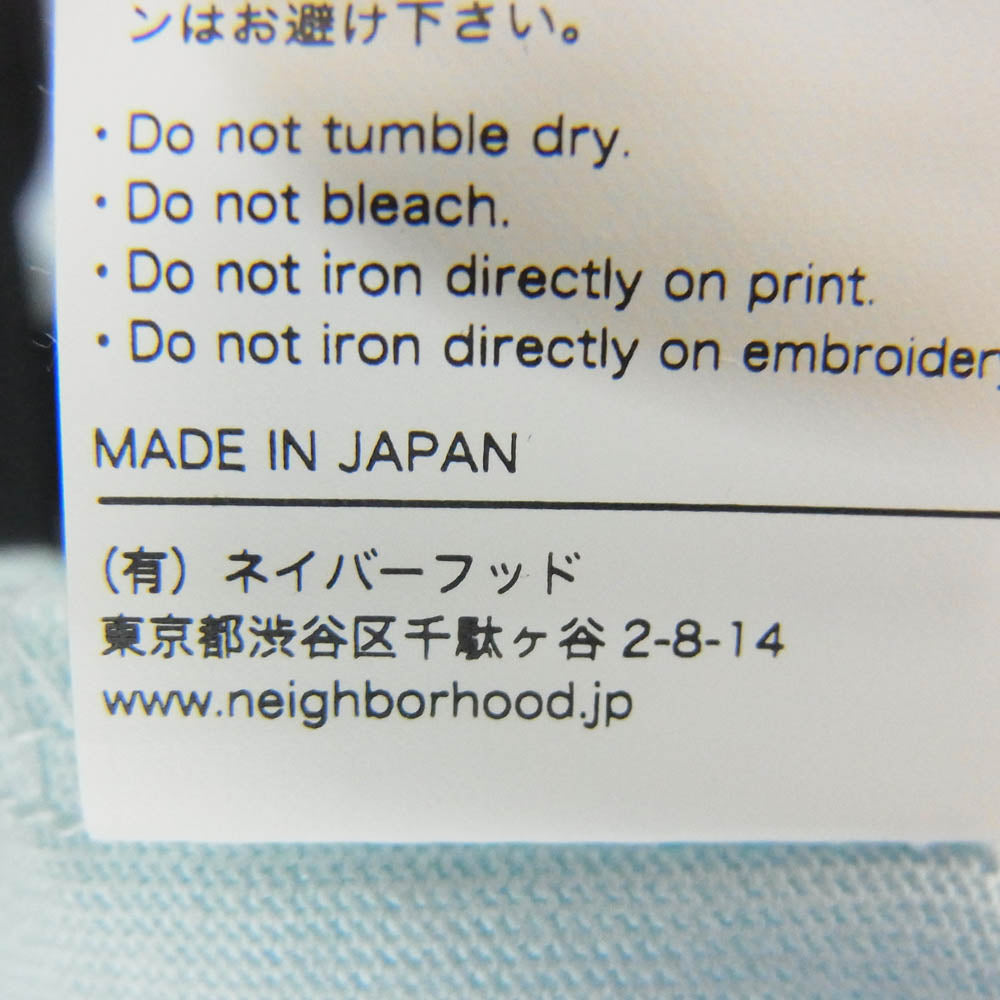 ンはお避け下さい。
・Do not tumble dry.
・Do not bleach.
・Do not iron directly on print.
・Do not iron directly on embroidery
MADE IN JAPAN
(有) ネイバーフッド
東京都渋谷区千駄ヶ谷 2-8-14
www.neighborhood.jp